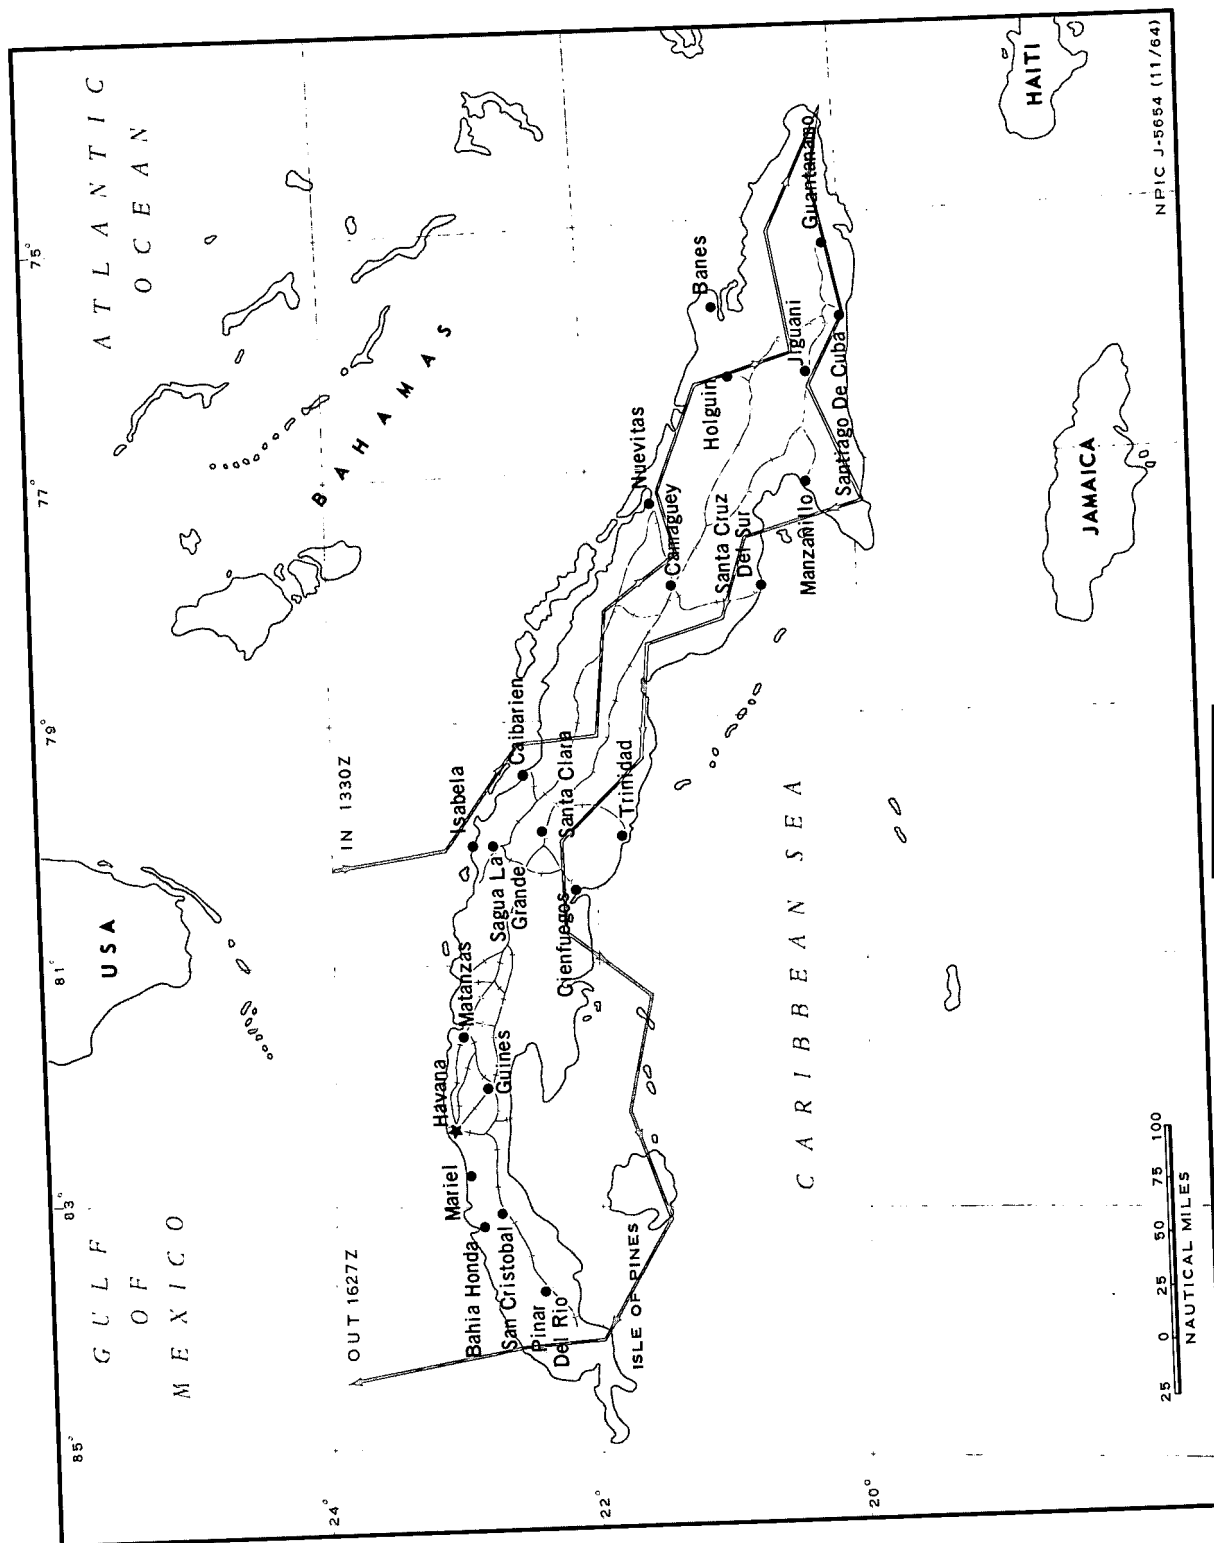 ATLANTIC
OCEAN
GULF
OF
MEXICO
USA
BAHAMAS
85°
83°
81°
79°
77°
75°
24°
22°
20°
OUT 1627Z
IN 1330Z
Havana
Matanzas
Mariel
Guines
Bahia Honda
San Cristobal
Pinar
Del Rio
ISLE OF PINES
Isabela
Sagua La
Grande
Caibarien
Santa Clara
Cienfuegos
Trinidad
Nuevitas
Camaguey
Santa Cruz
Del Sur
Holguin
Banes
Jiguani
Manzanillo
Santiago De Cuba
Guantanamo
CARIBBEAN SEA
JAMAICA
HAITI
25 0 25 50 75 100
NAUTICAL MILES
NPIC J-5654 (11/64)